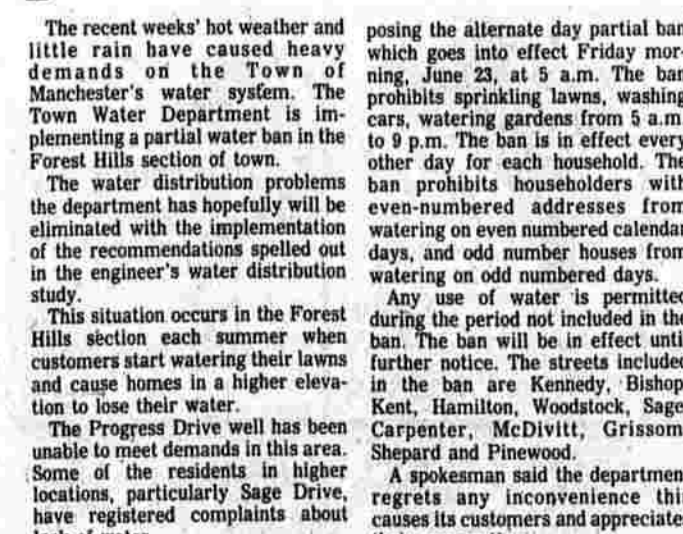 The recent weeks' hot weather and
little rain have caused heavy
demands on the Town of
Manchester's water system. The
Town Water Department is im-
plementing a partial water ban in the
Forest Hills section of town.
The water distribution problems
the department has hopefully will be
eliminated with the implementation
of the recommendations spelled out
in the engineer's water distribution
study.
This situation occurs in the Forest
Hills section each summer when
customers start watering their lawns
and cause homes in a higher eleva-
tion to lose their water.
The Progress Drive well has been
unable to meet demands in this area.
Some of the residents in higher
locations, particularly Sage Drive,
have registered complaints about
posing the alternate day partial ban
which goes into effect Friday mor-
ning, June 23, at 5 a.m. The ban
prohibits sprinkling lawns, washing
cars, watering gardens from 5 a.m.
to 9 p.m. The ban is in effect every
other day for each household. The
ban prohibits householders with
even-numbered addresses from
watering on even numbered calendar
days, and odd number houses from
watering on odd numbered days.
Any use of water is permitted
during the period not included in the
ban. The ban will be in effect until
further notice. The streets included
in the ban are Kennedy, Bishop,
Kent, Hamilton, Woodstock, Sage,
Carpenter, McDivitt, Grissom,
Shepard and Pinewood.
A spokesman said the department
regrets any inconvenience this
causes its customers and appreciates